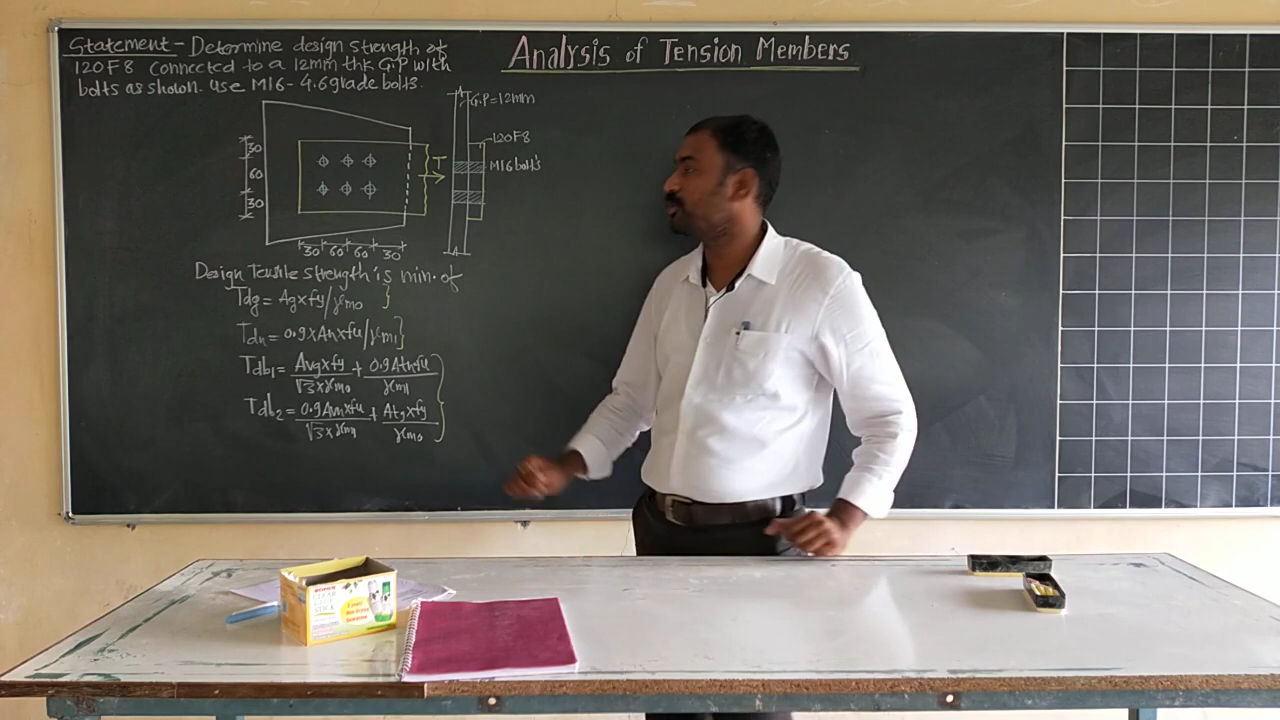 Analysis of Tension Members
Statement - Determine design strength of
120F8 connected to a 12mm thk G.P with
bolts as shown. Use M16 - 4.6 grade bolts.
G.P = 12mm
120F8
M16 bolt's
T
30
60
30
30 60 60 30
Design Tensile strength is min. of
Tdg = Ag x fy / γm0 }
Tdn = 0.9 x An x fu / γm1 }
Tdb1 = Avg x fy / √3 x γm0 + 0.9 Atn fu / γm1
Tdb2 = 0.9 Avn x fu / √3 x γm1 + Atg x fy / γm0 }
CLEAR
STICK